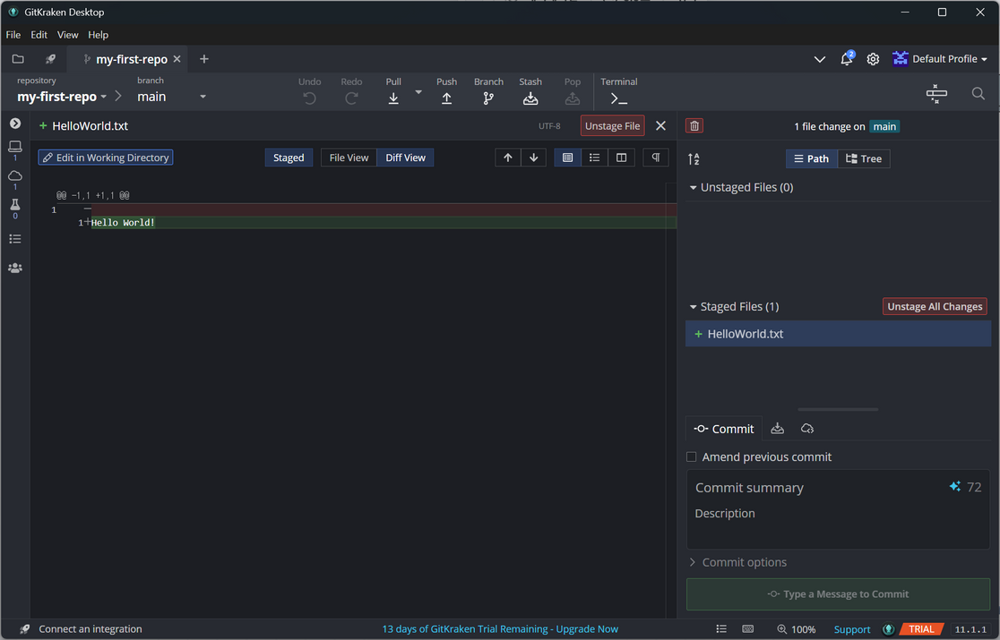 GitKraken Desktop
File Edit View Help
my-first-repo
2
Default Profile
repository
my-first-repo
branch
main
Undo Redo Pull Push Branch Stash Pop Terminal
1
1
0
+ HelloWorld.txt
UTF-8
Unstage File
Edit in Working Directory
Staged
File View
Diff View
@@ -1,1 +1,1 @@
1 −
1 +Hello World!
1 file change on main
Path
Tree
Unstaged Files (0)
Staged Files (1)
Unstage All Changes
+ HelloWorld.txt
Commit
Amend previous commit
Commit summary
72
Description
Commit options
Type a Message to Commit
Connect an integration
13 days of GitKraken Trial Remaining - Upgrade Now
100%
Support
TRIAL
11.1.1